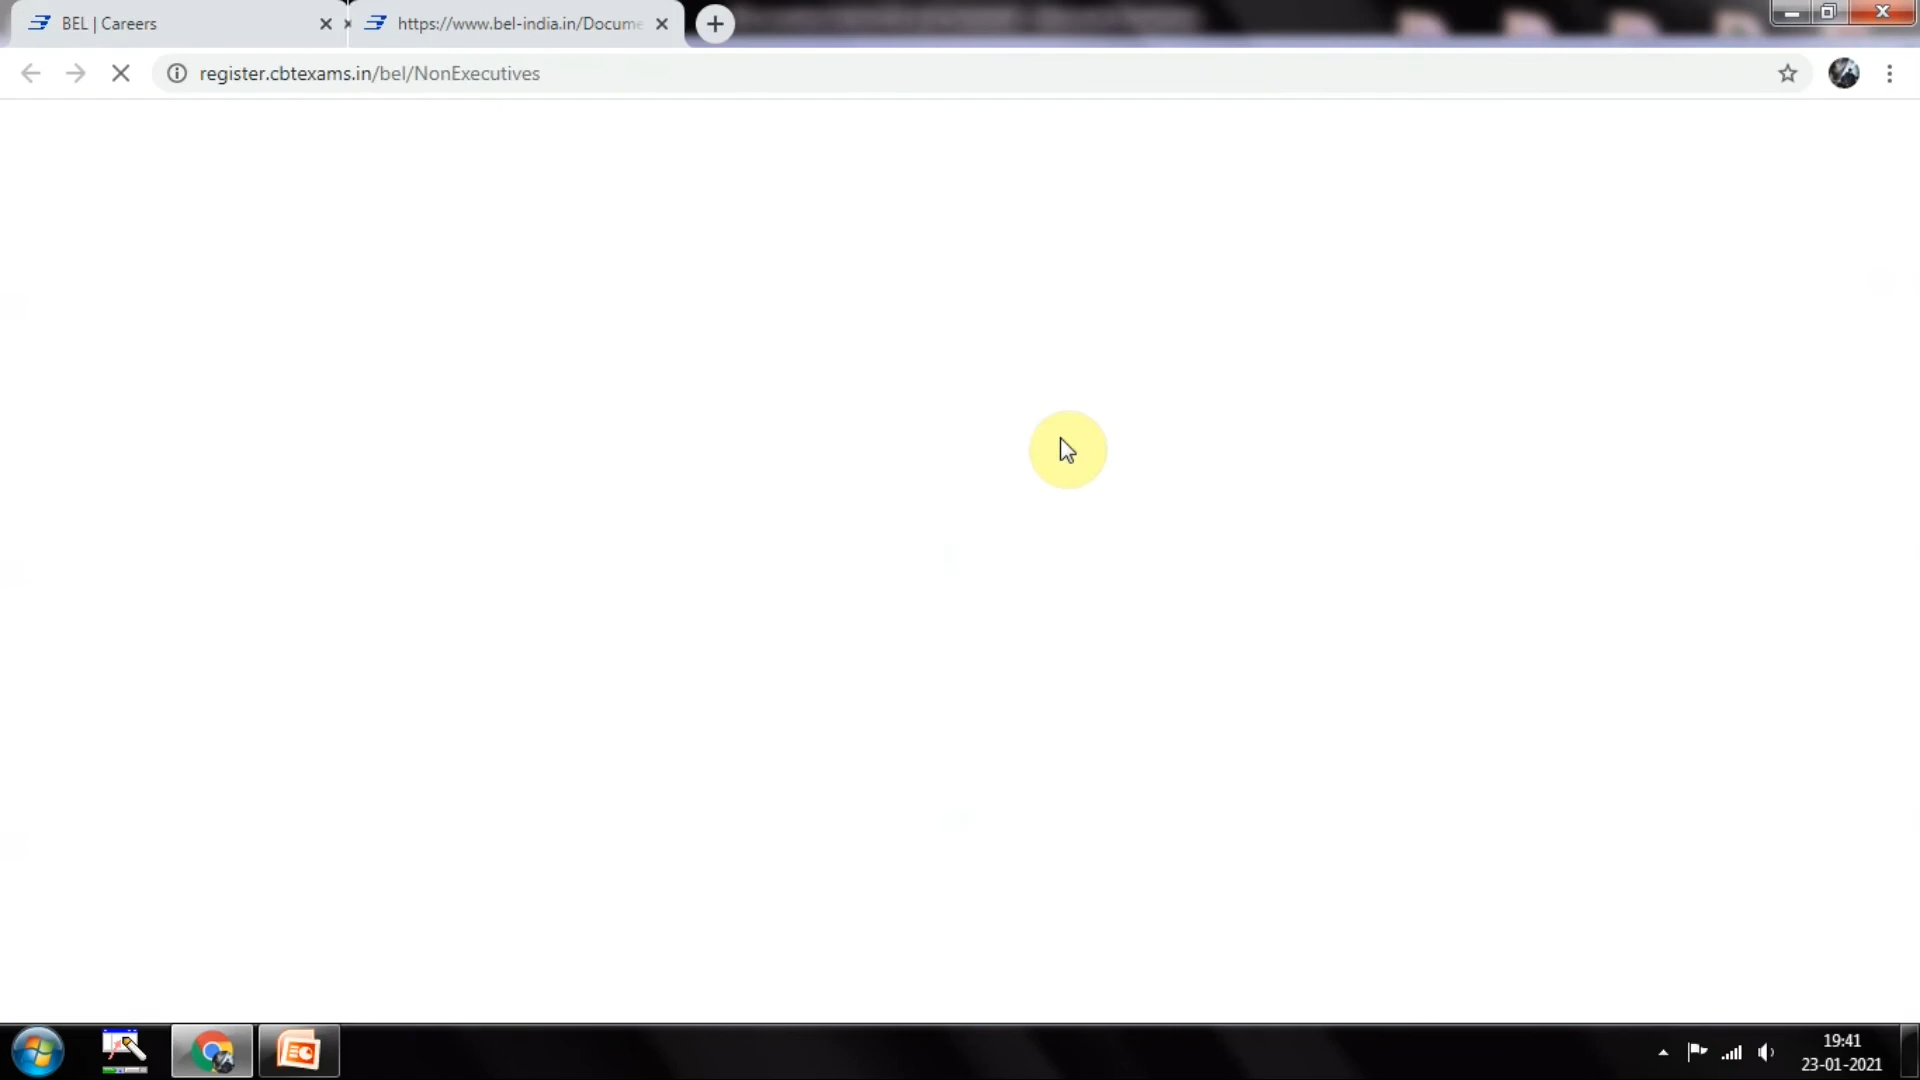 BEL | Careers
https://www.bel-india.in/Docume
register.cbtexams.in/bel/NonExecutives
19:41
23-01-2021